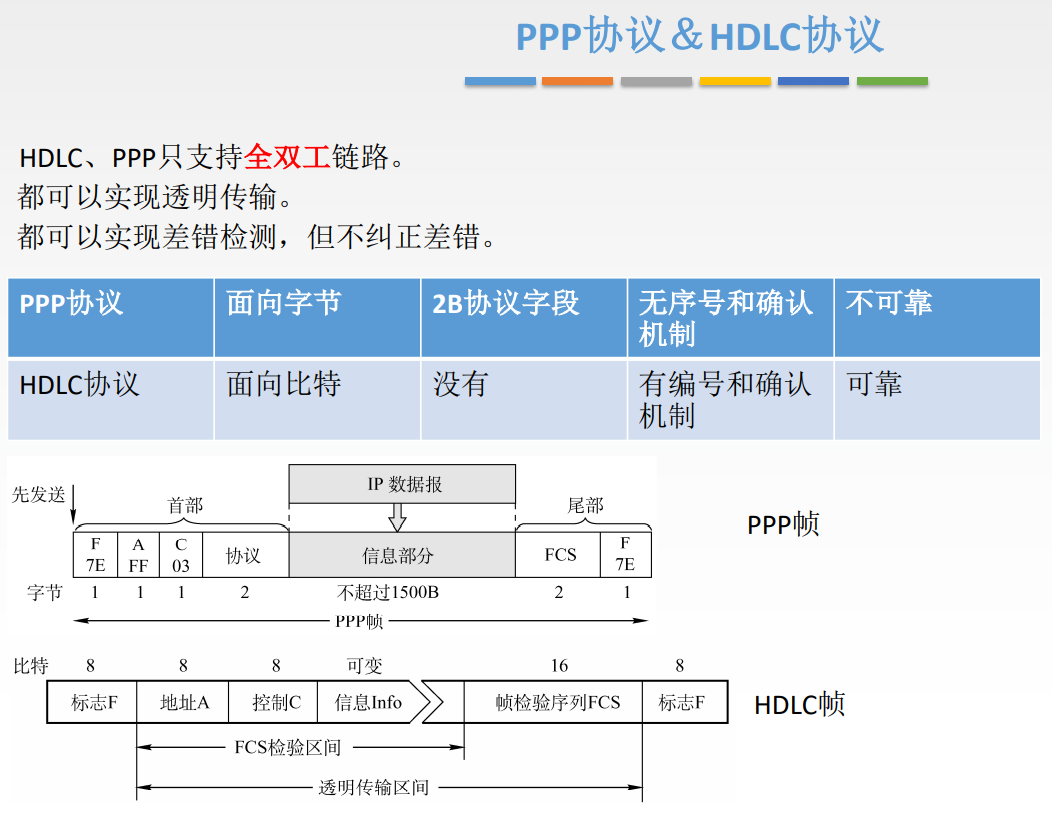 PPP协议＆HDLC协议
HDLC、PPP只支持全双工链路。
都可以实现透明传输。
都可以实现差错检测，但不纠正差错。
PPP协议 面向字节 2B协议字段 无序号和确认机制 不可靠
HDLC协议 面向比特 没有 有编号和确认机制 可靠
IP 数据报
先发送 首部 尾部
F 7E A FF C 03 协议 信息部分 FCS F 7E
PPP帧
字节 1 1 1 2 不超过1500B 2 1
PPP帧
比特 8 8 8 可变 16 8
标志F 地址A 控制C 信息Info 帧检验序列FCS 标志F
HDLC帧
FCS检验区间
透明传输区间